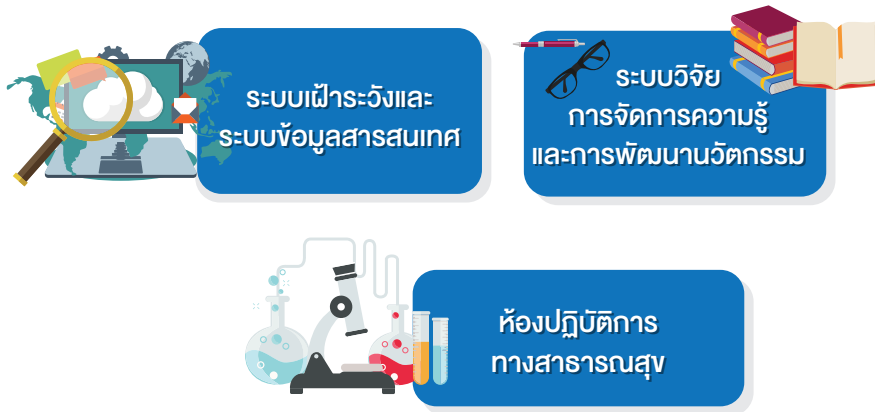 ระบบเฝ้าระวังและ
ระบบข้อมูลสารสนเทศ
ระบบวิจัย
การจัดการความรู้
และการพัฒนานวัตกรรม
ห้องปฏิบัติการ
ทางสาธารณสุข